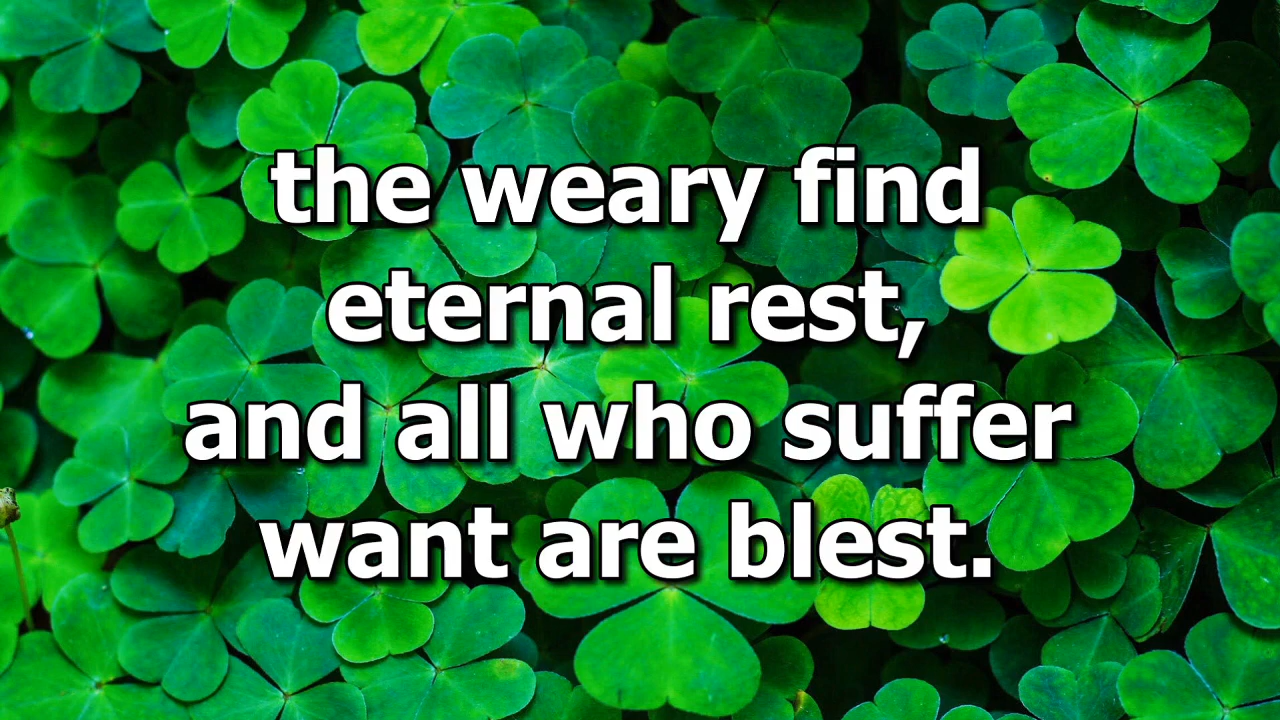 the weary find
eternal rest,
and all who suffer
want are blest.